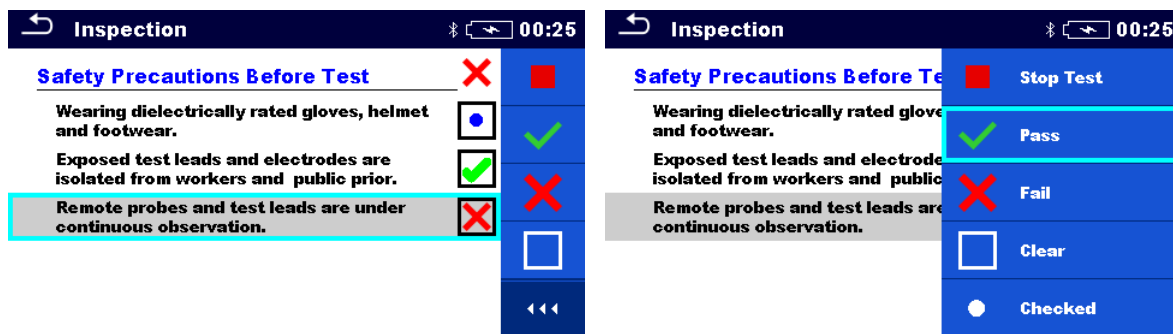 Inspection
00:25
Safety Precautions Before Test
Wearing dielectrically rated gloves, helmet
and footwear.
Exposed test leads and electrodes are
isolated from workers and public prior.
Remote probes and test leads are under
continuous observation.
Inspection
00:25
Safety Precautions Before Te
Wearing dielectrically rated glove
and footwear.
Exposed test leads and electrode
isolated from workers and public
Remote probes and test leads are
continuous observation.
Stop Test
Pass
Fail
Clear
Checked